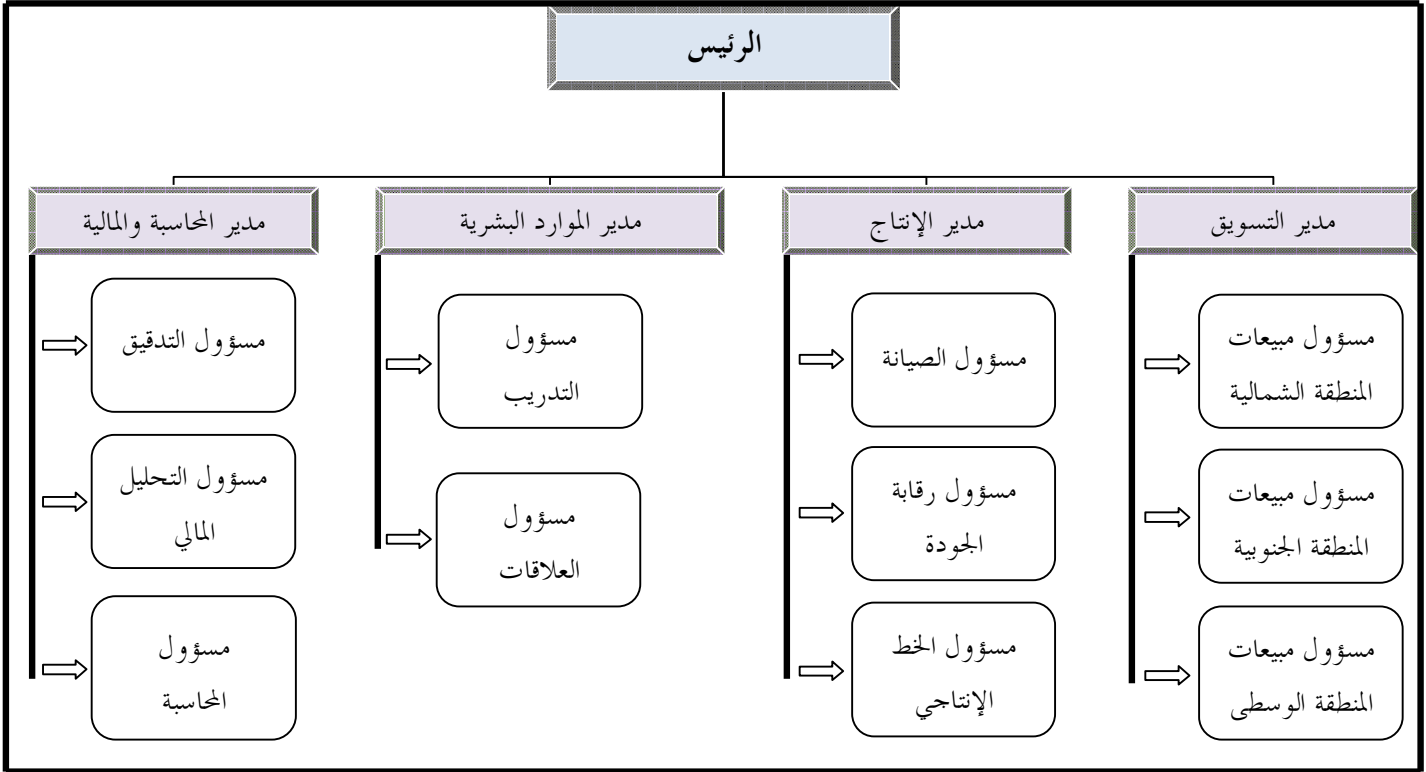 الرئيس
مدير التسويق
مدير الإنتاج
مدير الموارد البشرية
مدير المحاسبة والمالية
مسؤول مبيعات
المنطقة الشمالية
مسؤول مبيعات
المنطقة الجنوبية
مسؤول مبيعات
المنطقة الوسطى
مسؤول الصيانة
مسؤول رقابة
الجودة
مسؤول الخط
الإنتاجي
مسؤول
التدريب
مسؤول
العلاقات
مسؤول التدقيق
مسؤول التحليل
المالي
مسؤول
المحاسبة